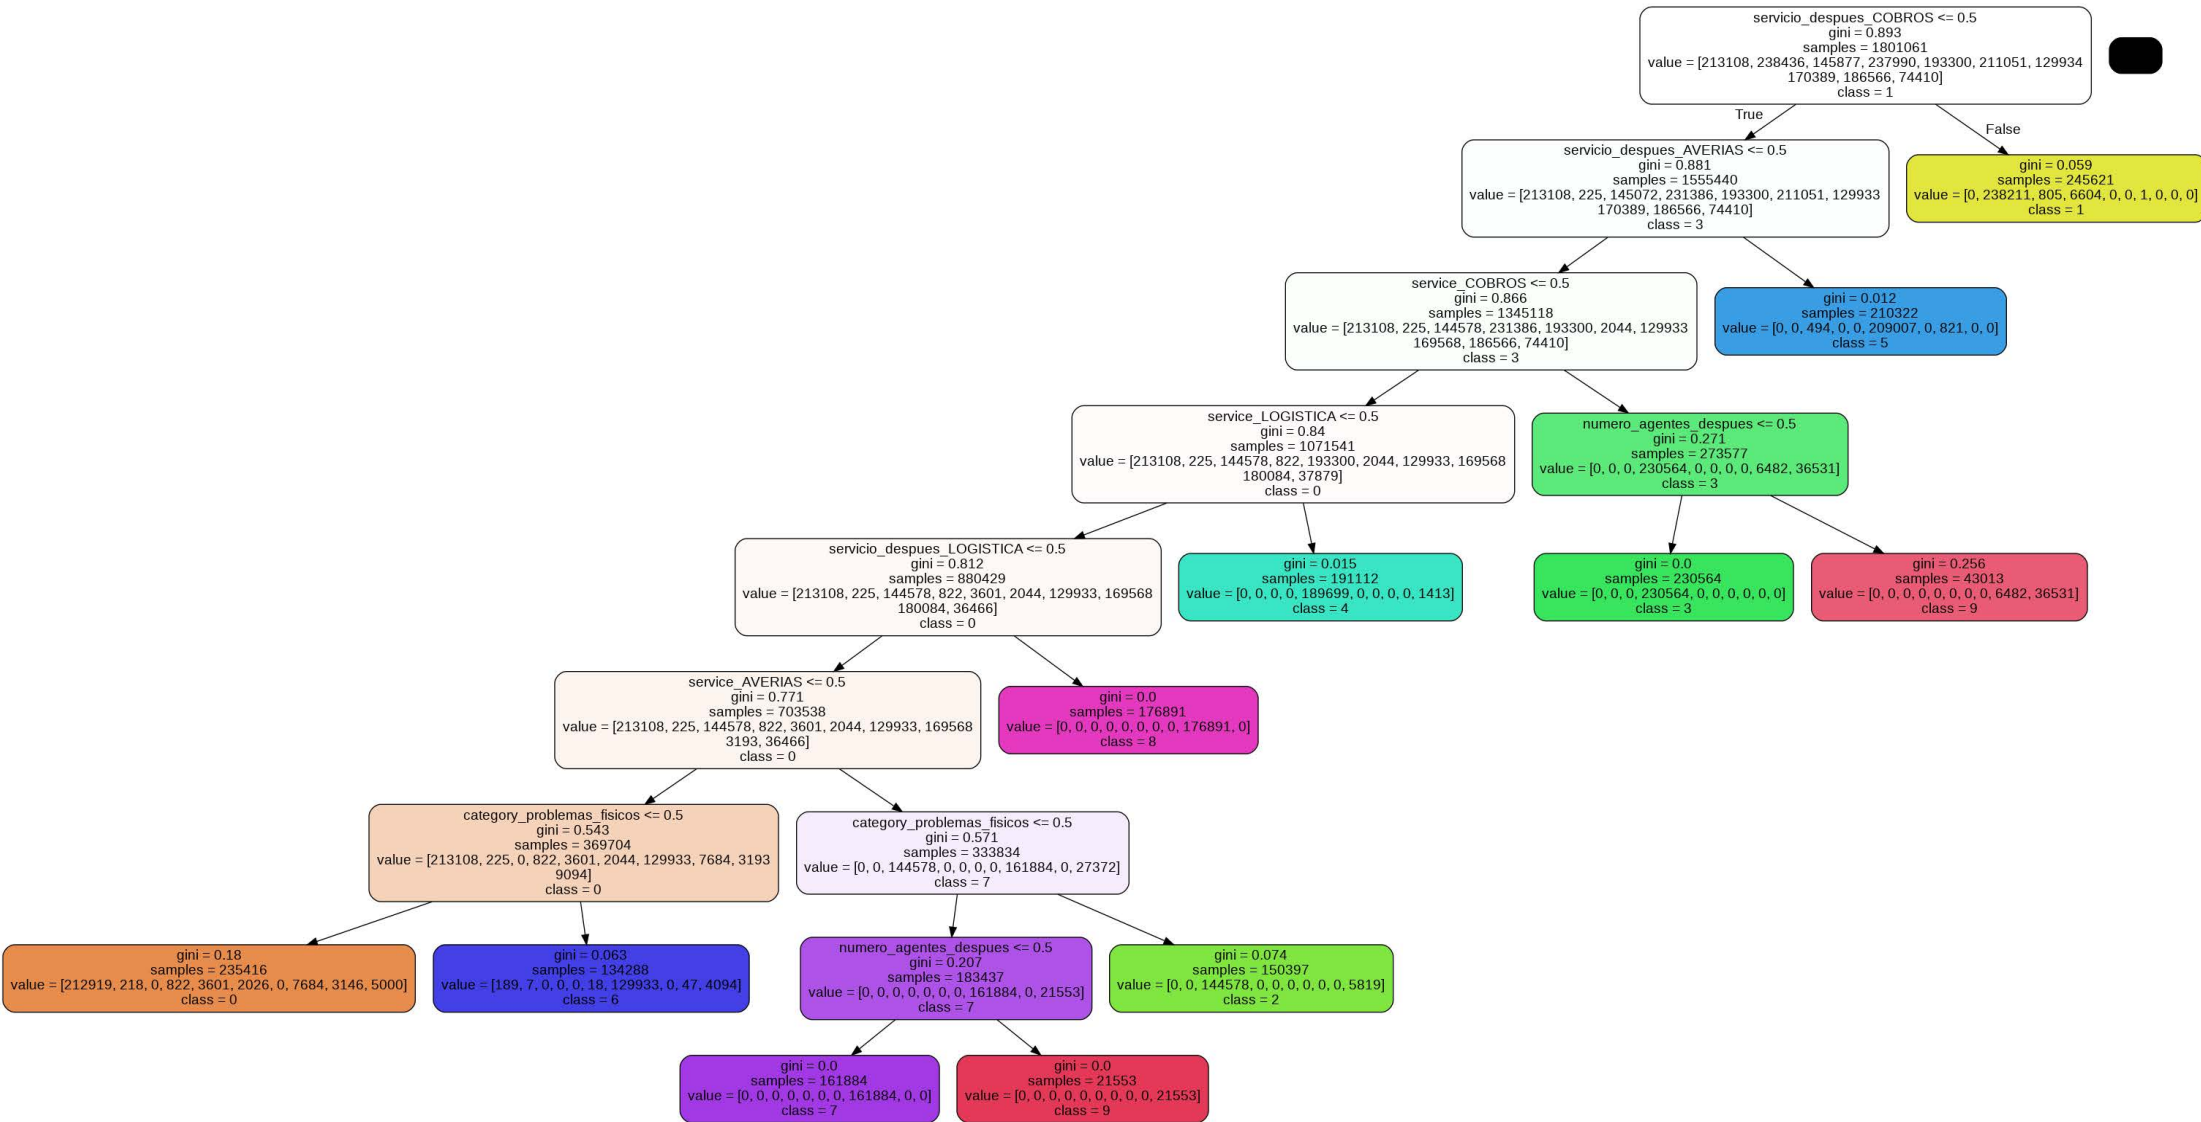 servicio_despues_COBROS <= 0.5
gini = 0.893
samples = 1801061
value = [213108, 238436, 145877, 237990, 193300, 211051, 129934
170389, 186566, 74410]
class = 1
True
False
servicio_despues_AVERIAS <= 0.5
gini = 0.881
samples = 1555440
value = [213108, 225, 145072, 231386, 193300, 211051, 129933
170389, 186566, 74410]
class = 3
gini = 0.059
samples = 245621
value = [0, 238211, 805, 6604, 0, 0, 1, 0, 0, 0]
class = 1
service_COBROS <= 0.5
gini = 0.866
samples = 1345118
value = [213108, 225, 144578, 231386, 193300, 2044, 129933
169568, 186566, 74410]
class = 3
gini = 0.012
samples = 210322
value = [0, 0, 494, 0, 0, 209007, 0, 821, 0, 0]
class = 5
service_LOGISTICA <= 0.5
gini = 0.84
samples = 1071541
value = [213108, 225, 144578, 822, 193300, 2044, 129933, 169568
180084, 37879]
class = 0
numero_agentes_despues <= 0.5
gini = 0.271
samples = 273577
value = [0, 0, 0, 230564, 0, 0, 0, 0, 6482, 36531]
class = 3
servicio_despues_LOGISTICA <= 0.5
gini = 0.812
samples = 880429
value = [213108, 225, 144578, 822, 3601, 2044, 129933, 169568
180084, 36466]
class = 0
gini = 0.015
samples = 191112
value = [0, 0, 0, 0, 189699, 0, 0, 0, 0, 1413]
class = 4
gini = 0.0
samples = 230564
value = [0, 0, 0, 230564, 0, 0, 0, 0, 0, 0]
class = 3
gini = 0.256
samples = 43013
value = [0, 0, 0, 0, 0, 0, 0, 0, 6482, 36531]
class = 9
service_AVERIAS <= 0.5
gini = 0.771
samples = 703538
value = [213108, 225, 144578, 822, 3601, 2044, 129933, 169568
3193, 36466]
class = 0
gini = 0.0
samples = 176891
value = [0, 0, 0, 0, 0, 0, 0, 0, 176891, 0]
class = 8
category_problemas_fisicos <= 0.5
gini = 0.543
samples = 369704
value = [213108, 225, 0, 822, 3601, 2044, 129933, 7684, 3193
9094]
class = 0
category_problemas_fisicos <= 0.5
gini = 0.571
samples = 333834
value = [0, 0, 144578, 0, 0, 0, 0, 161884, 0, 27372]
class = 7
gini = 0.18
samples = 235416
value = [212919, 218, 0, 822, 3601, 2026, 0, 7684, 3146, 5000]
class = 0
gini = 0.063
samples = 134288
value = [189, 7, 0, 0, 0, 18, 129933, 0, 47, 4094]
class = 6
numero_agentes_despues <= 0.5
gini = 0.207
samples = 183437
value = [0, 0, 0, 0, 0, 0, 0, 161884, 0, 21553]
class = 7
gini = 0.074
samples = 150397
value = [0, 0, 144578, 0, 0, 0, 0, 0, 0, 5819]
class = 2
gini = 0.0
samples = 161884
value = [0, 0, 0, 0, 0, 0, 0, 161884, 0, 0]
class = 7
gini = 0.0
samples = 21553
value = [0, 0, 0, 0, 0, 0, 0, 0, 0, 21553]
class = 9